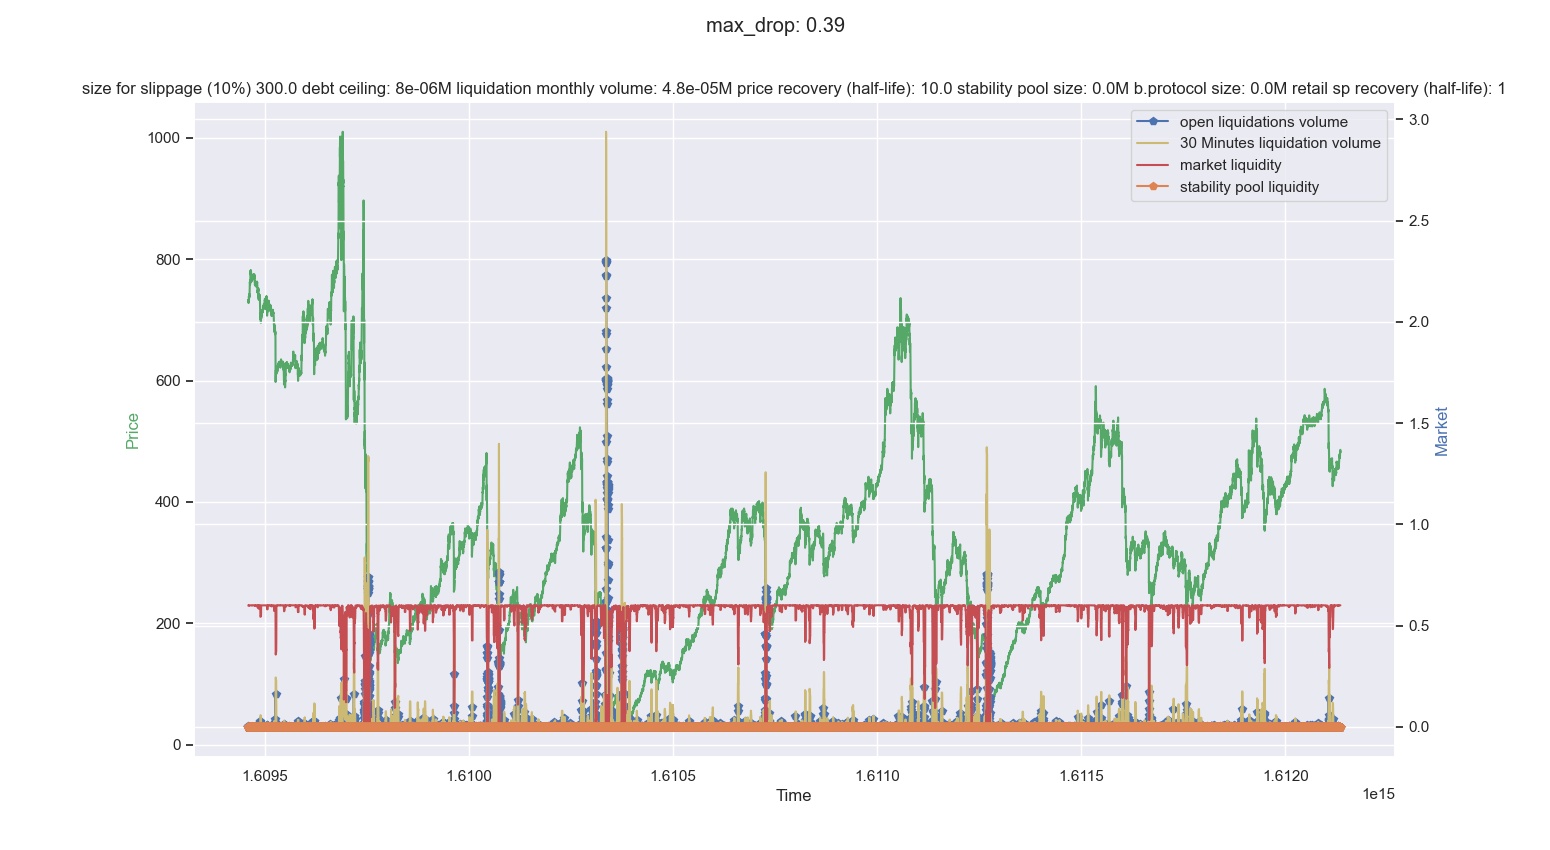 max_drop: 0.39
size for slippage (10%) 300.0 debt ceiling: 8e-06M liquidation monthly volume: 4.8e-05M price recovery (half-life): 10.0 stability pool size: 0.0M b.protocol size: 0.0M retail sp recovery (half-life): 1
open liquidations volume
30 Minutes liquidation volume
market liquidity
stability pool liquidity
1000
800
600
400
200
0
Price
3.0
2.5
2.0
1.5
1.0
0.5
0.0
Market
1.6095 1.6100 1.6105 1.6110 1.6115 1.6120
Time
1e15